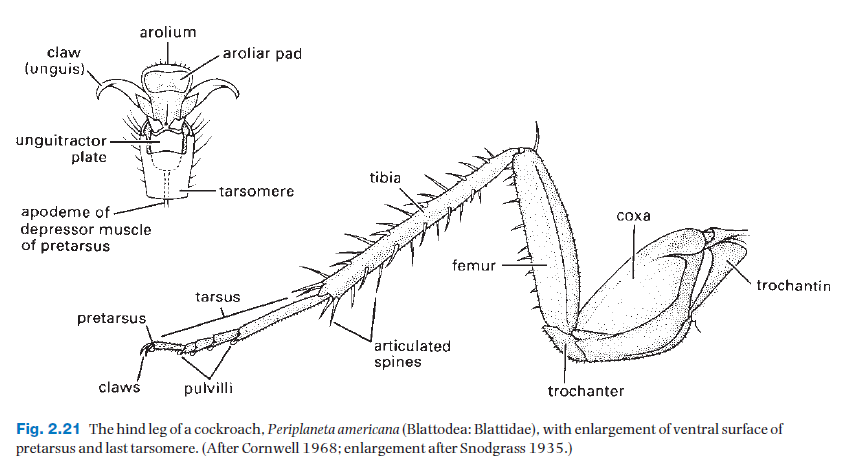 arolium
claw
(unguis)
aroliar pad
unguitractor
plate
tarsomere
apodeme of
depressor muscle
of pretarsus
tibia
coxa
femur
trochantin
tarsus
pretarsus
articulated
spines
claws
pulvilli
trochanter
Fig. 2.21 The hind leg of a cockroach, Periplaneta americana (Blattodea: Blattidae), with enlargement of ventral surface of
pretarsus and last tarsomere. (After Cornwell 1968; enlargement after Snodgrass 1935.)